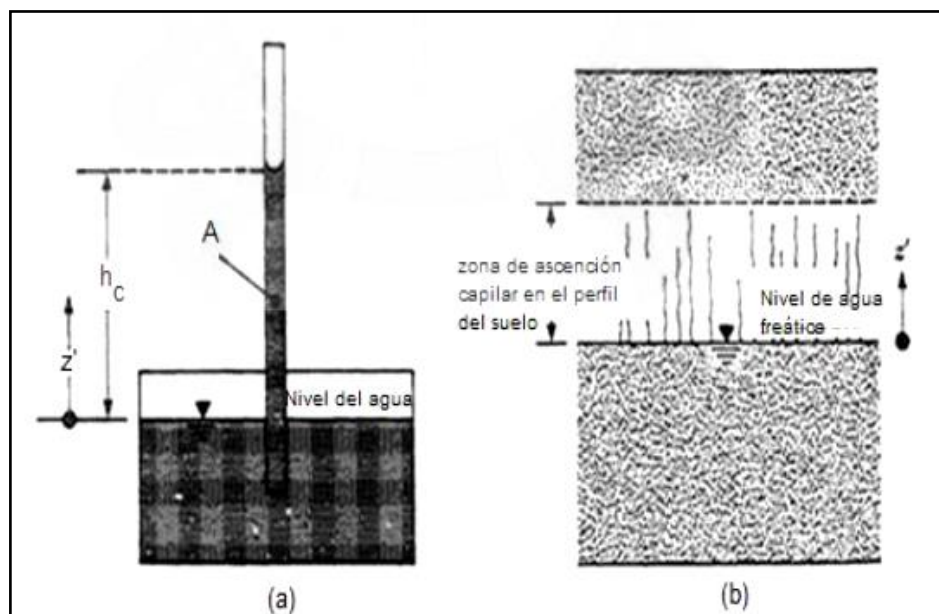 A
h
c
z'
Nivel del agua
(a)
zona de ascención
capilar en el perfil
del suelo
z'
Nivel de agua
freática
(b)